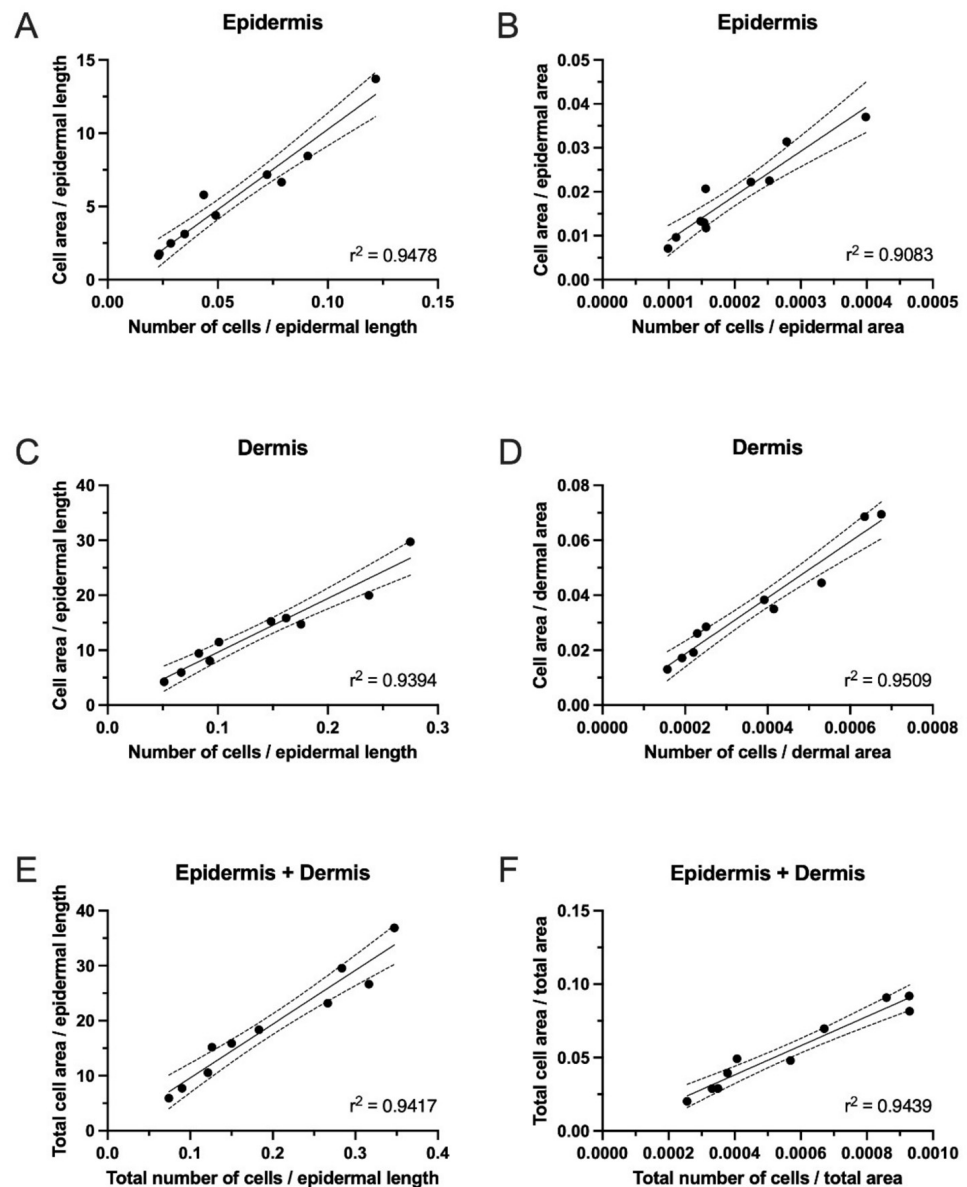 A
Epidermis
Cell area / epidermal length
15
10
5
0
0.00
0.05
0.10
0.15
r² = 0.9478
Number of cells / epidermal length
B
Epidermis
Cell area / epidermal area
0.05
0.04
0.03
0.02
0.01
0.00
0.0000
0.0001
0.0002
0.0003
0.0004
0.0005
r² = 0.9083
Number of cells / epidermal area
C
Dermis
Cell area / epidermal length
40
30
20
10
0
0.0
0.1
0.2
0.3
r² = 0.9394
Number of cells / epidermal length
D
Dermis
Cell area / dermal area
0.08
0.06
0.04
0.02
0.00
0.0000
0.0002
0.0004
0.0006
0.0008
r² = 0.9509
Number of cells / dermal area
E
Epidermis + Dermis
Total cell area / epidermal length
40
30
20
10
0
0.0
0.1
0.2
0.3
0.4
r² = 0.9417
Total number of cells / epidermal length
F
Epidermis + Dermis
Total cell area / total area
0.15
0.10
0.05
0.00
0.0000
0.0002
0.0004
0.0006
0.0008
0.0010
r² = 0.9439
Total number of cells / total area